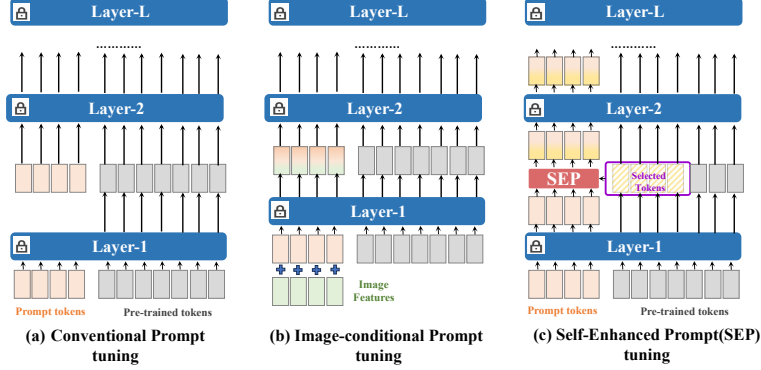 Layer-L
............
Layer-2
Layer-1
Prompt tokens
Pre-trained tokens
(a) Conventional Prompt
tuning
Layer-L
............
Layer-2
Layer-1
Image
Features
(b) Image-conditional Prompt
tuning
Layer-L
............
Layer-2
SEP
Selected
Tokens
Layer-1
Prompt tokens
Pre-trained tokens
(c) Self-Enhanced Prompt(SEP)
tuning